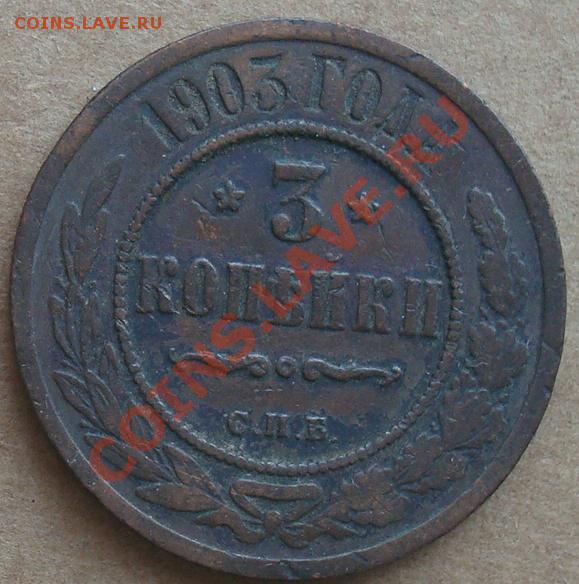 COINS.LAVE.RU
1903 ГОДЪ
3
КОПѢЙКИ
С.П.Б.
COINS.LAVE.RU